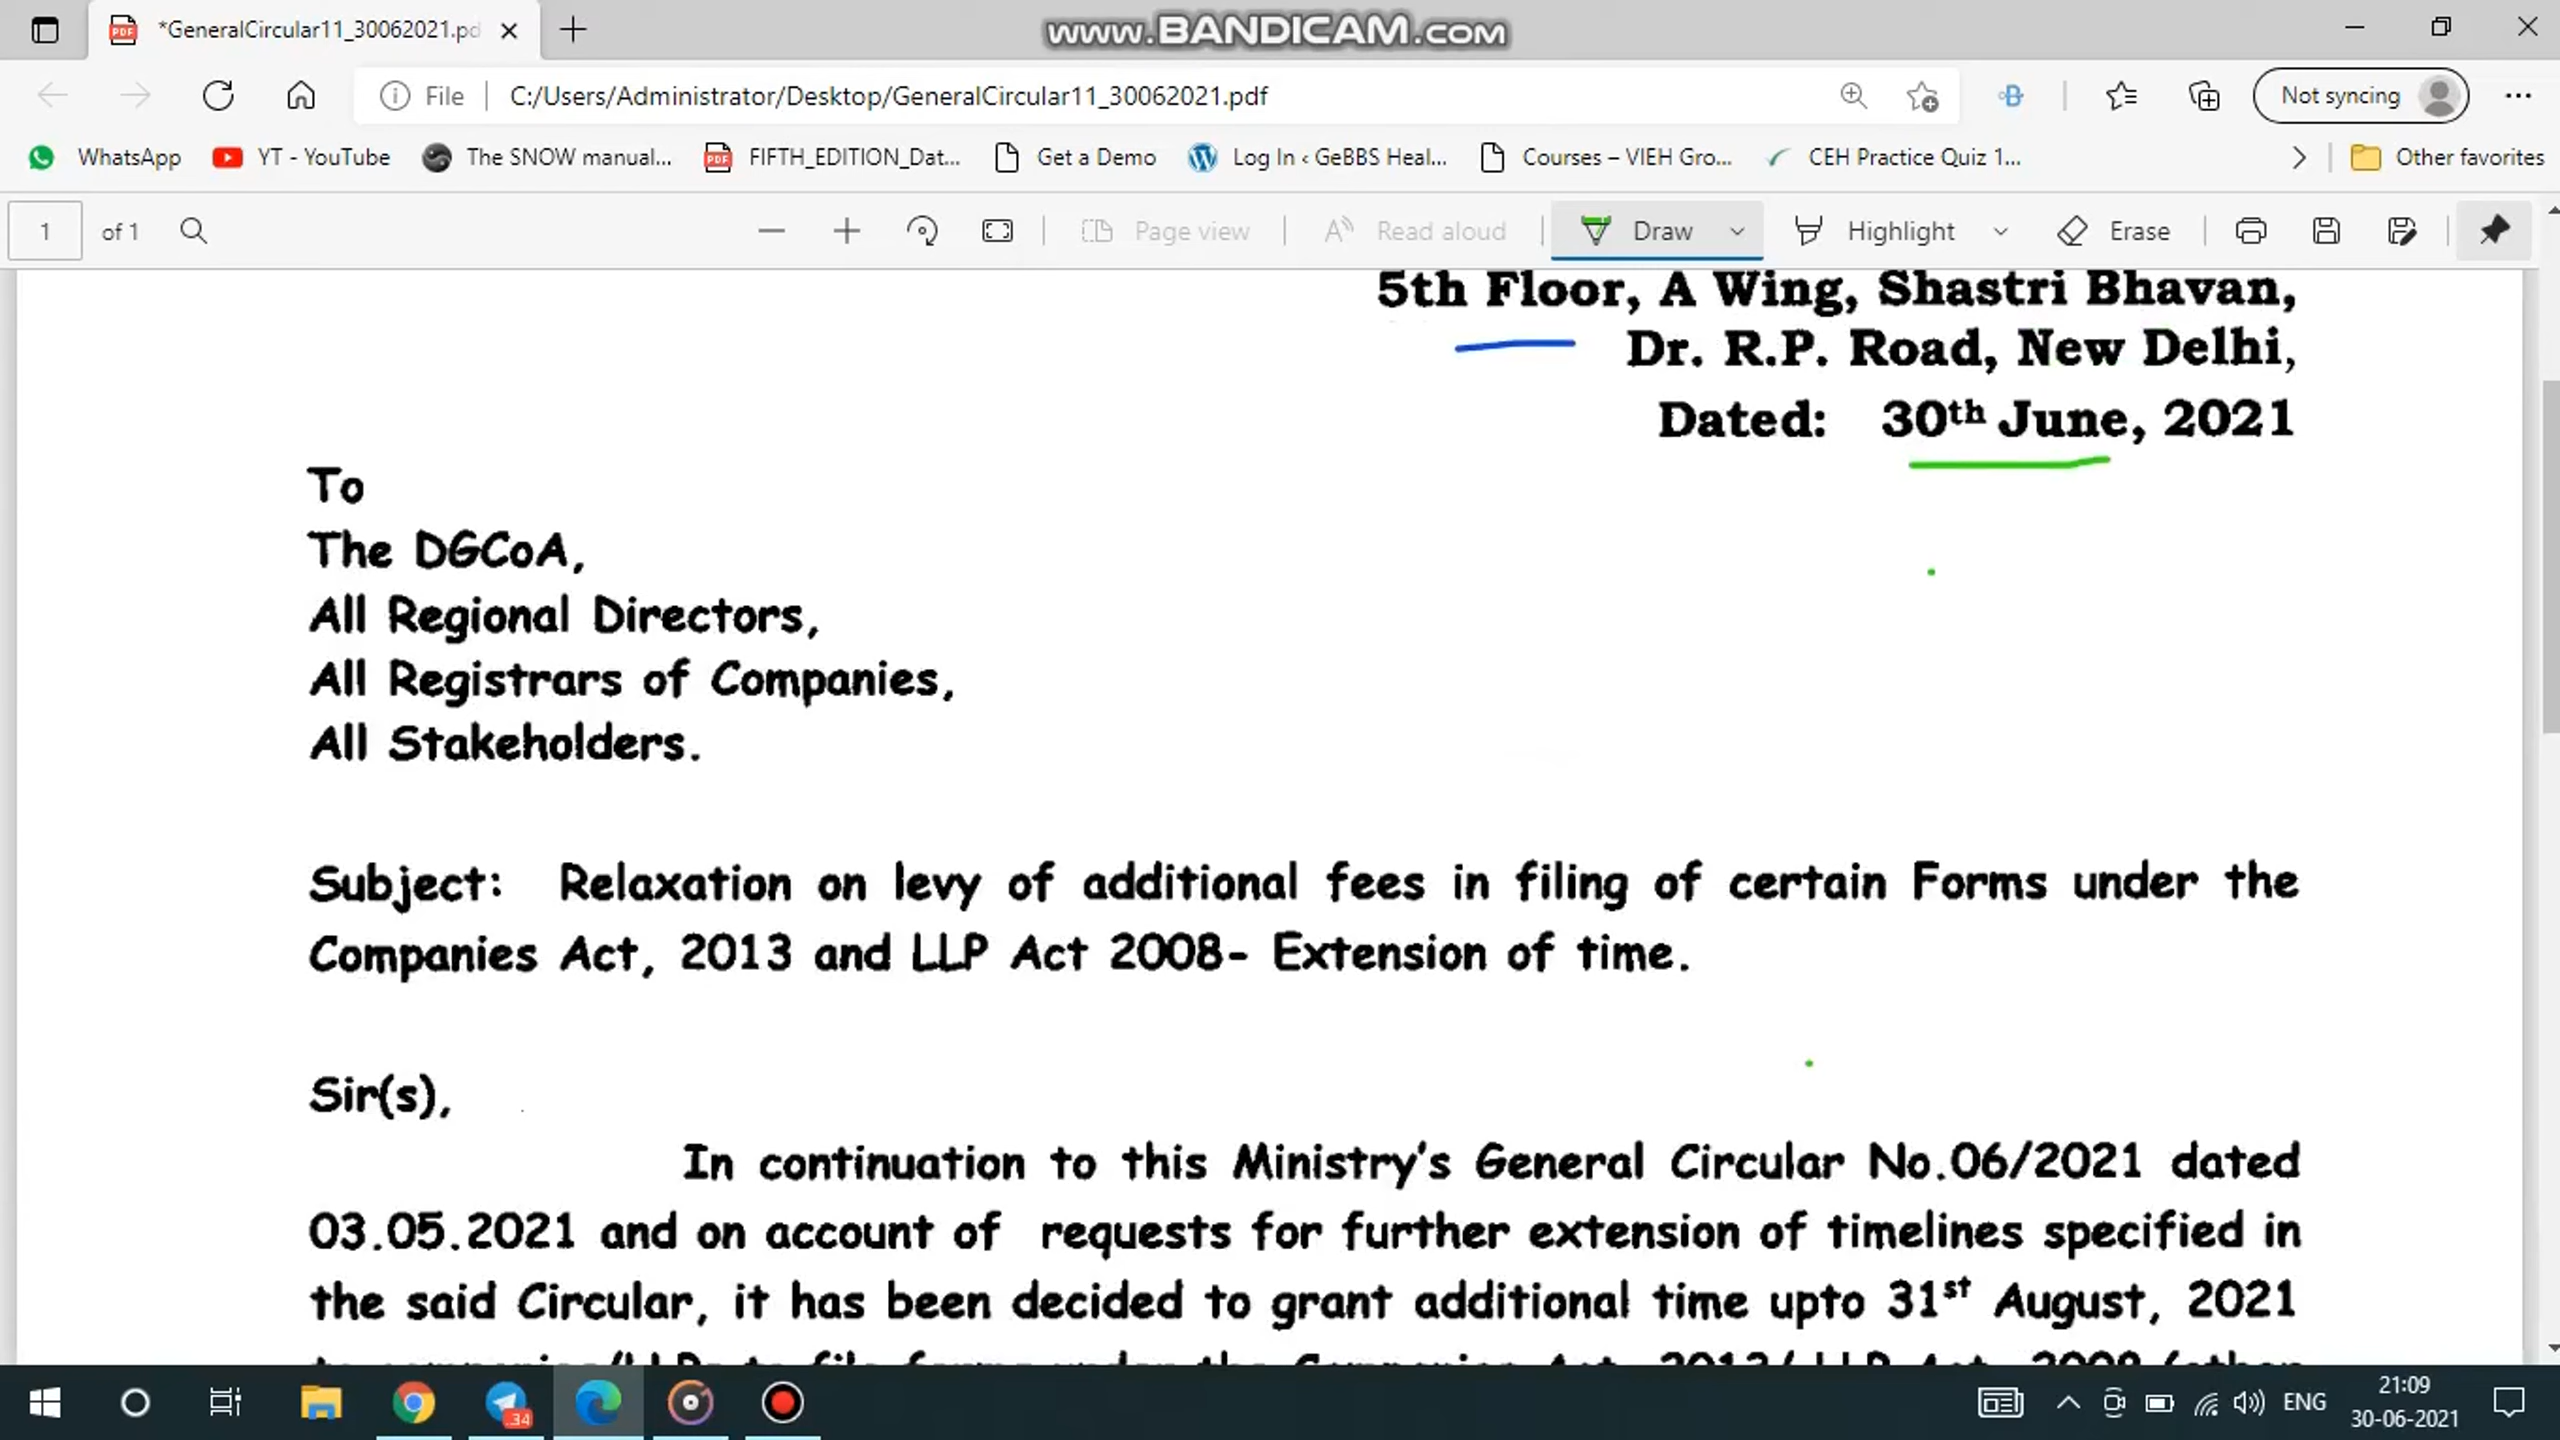 *GeneralCircular11_30062021.pd
www.BANDICAM.com
File
C:/Users/Administrator/Desktop/GeneralCircular11_30062021.pdf
Not syncing
WhatsApp
YT - YouTube
The SNOW manual...
FIFTH_EDITION_Dat...
Get a Demo
Log In ‹ GeBBS Heal...
Courses – VIEH Gro...
CEH Practice Quiz 1...
Other favorites
1 of 1
Page view
Read aloud
Draw
Highlight
Erase
5th Floor, A Wing, Shastri Bhavan,
Dr. R.P. Road, New Delhi,
Dated: 30th June, 2021
To
The DGCoA,
All Regional Directors,
All Registrars of Companies,
All Stakeholders.
Subject: Relaxation on levy of additional fees in filing of certain Forms under the
Companies Act, 2013 and LLP Act 2008- Extension of time.
Sir(s),
In continuation to this Ministry's General Circular No.06/2021 dated
03.05.2021 and on account of requests for further extension of timelines specified in
the said Circular, it has been decided to grant additional time upto 31st August, 2021
34
ENG
21:09
30-06-2021